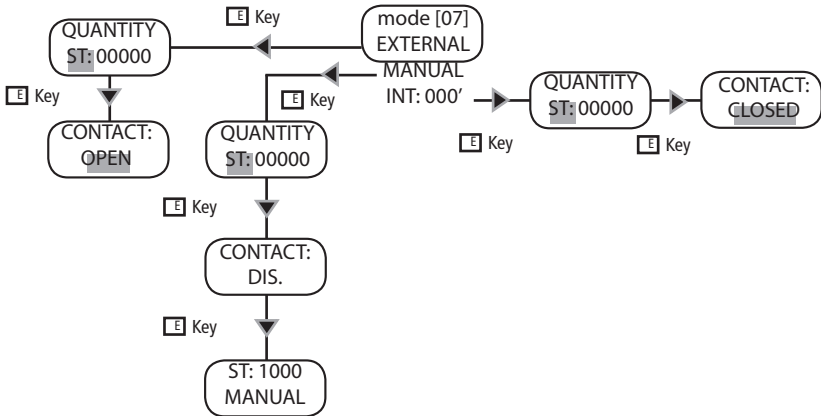 E Key
mode [07]
EXTERNAL
MANUAL
INT: 000'
QUANTITY
ST: 00000
E Key
CONTACT:
OPEN
E Key
QUANTITY
ST: 00000
E Key
CONTACT:
DIS.
E Key
ST: 1000
MANUAL
E Key
QUANTITY
ST: 00000
E Key
CONTACT:
CLOSED